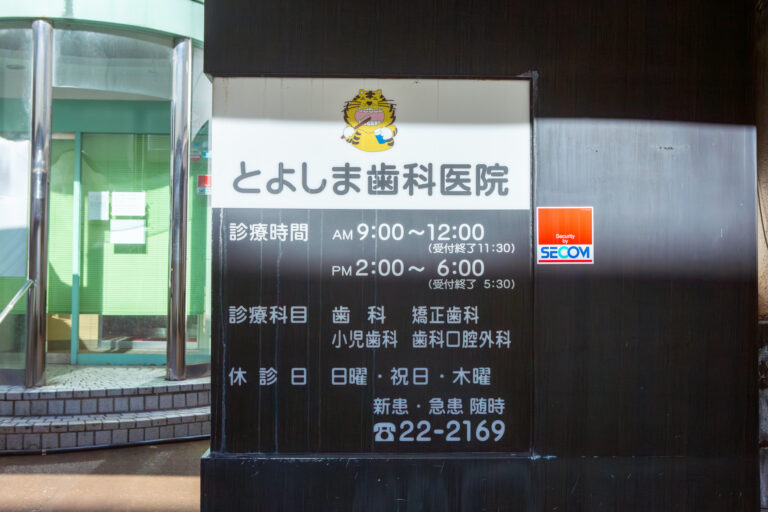 とよしま歯科医院
診療時間 AM 9:00～12:00
(受付終了11:30)
PM 2:00～ 6:00
(受付終了 5:30)
診療科目 歯 科 矯正歯科
小児歯科 歯科口腔外科
休 診 日 日曜・祝日・木曜
新患・急患 随時
☎22-2169
Security
by
SECOM